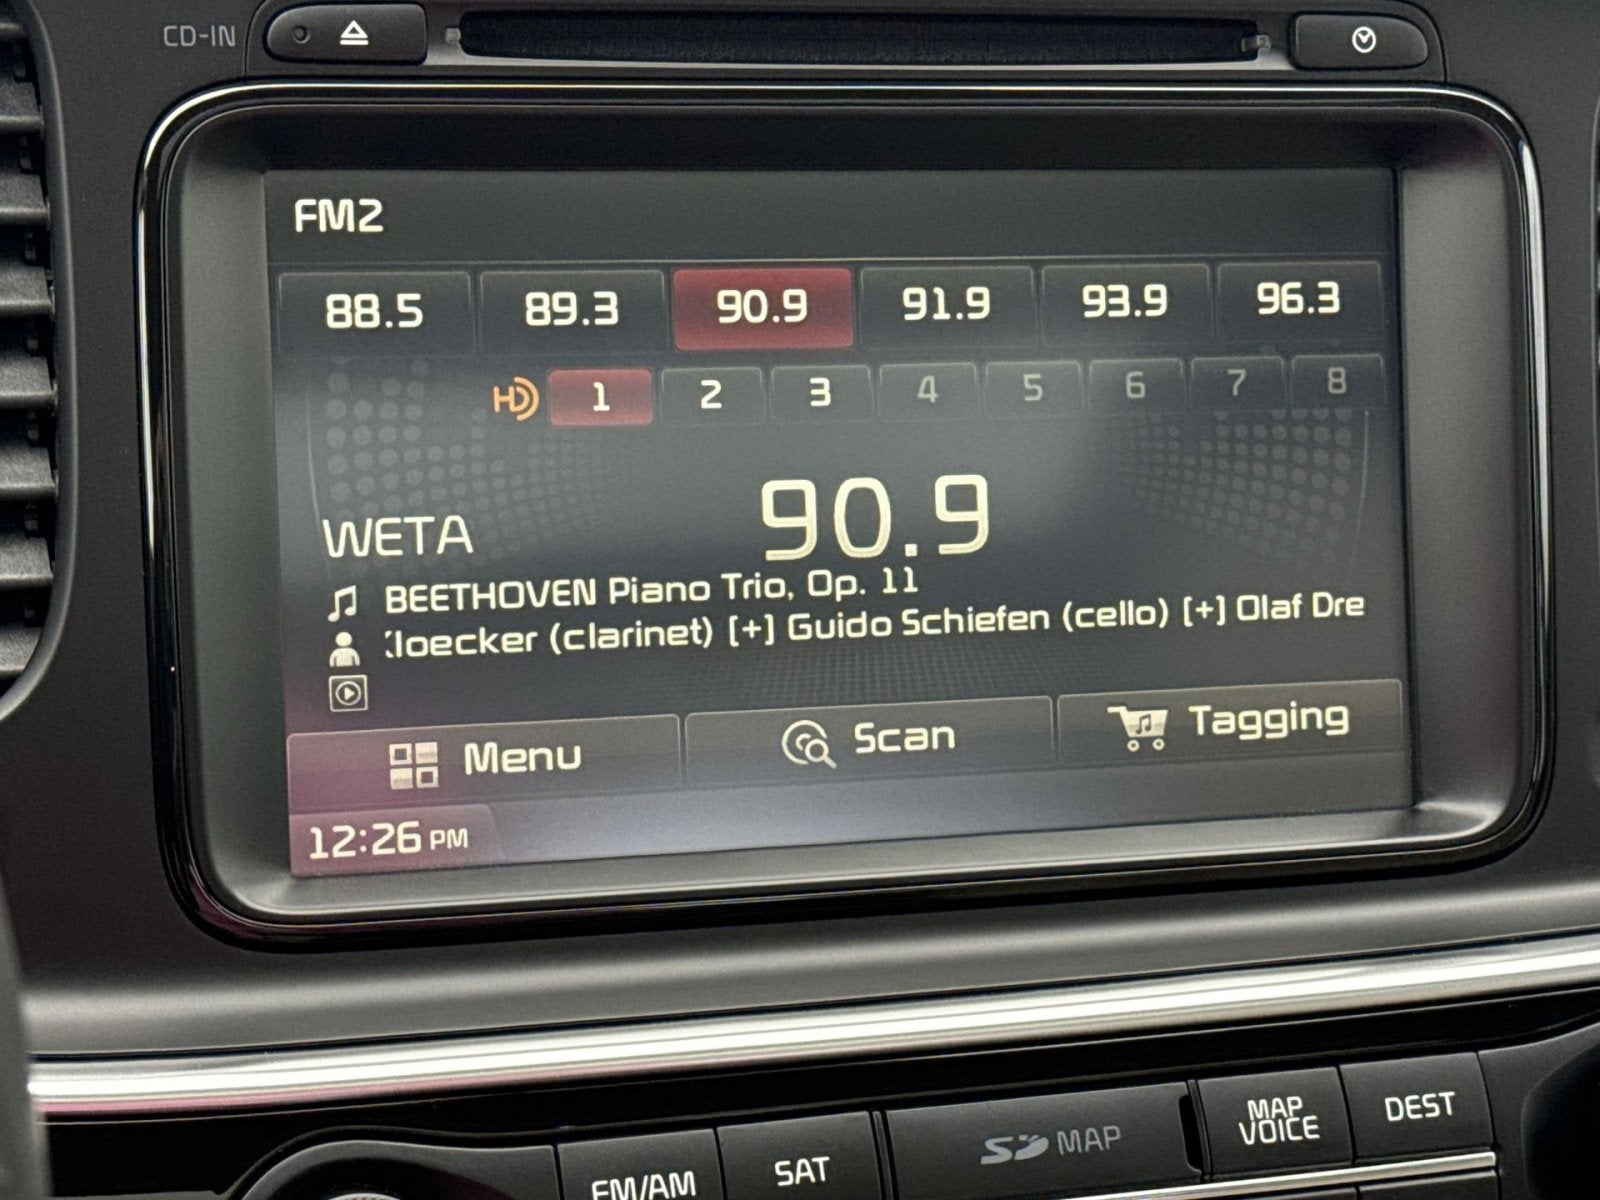 CD-IN
FM2
88.5 89.3 90.9 91.9 93.9 96.3
HD 1 2 3 4 5 6 7 8
90.9
WETA
BEETHOVEN Piano Trio, Op. 11
loecker (clarinet) [+] Guido Schiefen (cello) [+] Olaf Dre
Menu Scan Tagging
12:26 PM
FM/AM SAT SD MAP MAP VOICE DEST